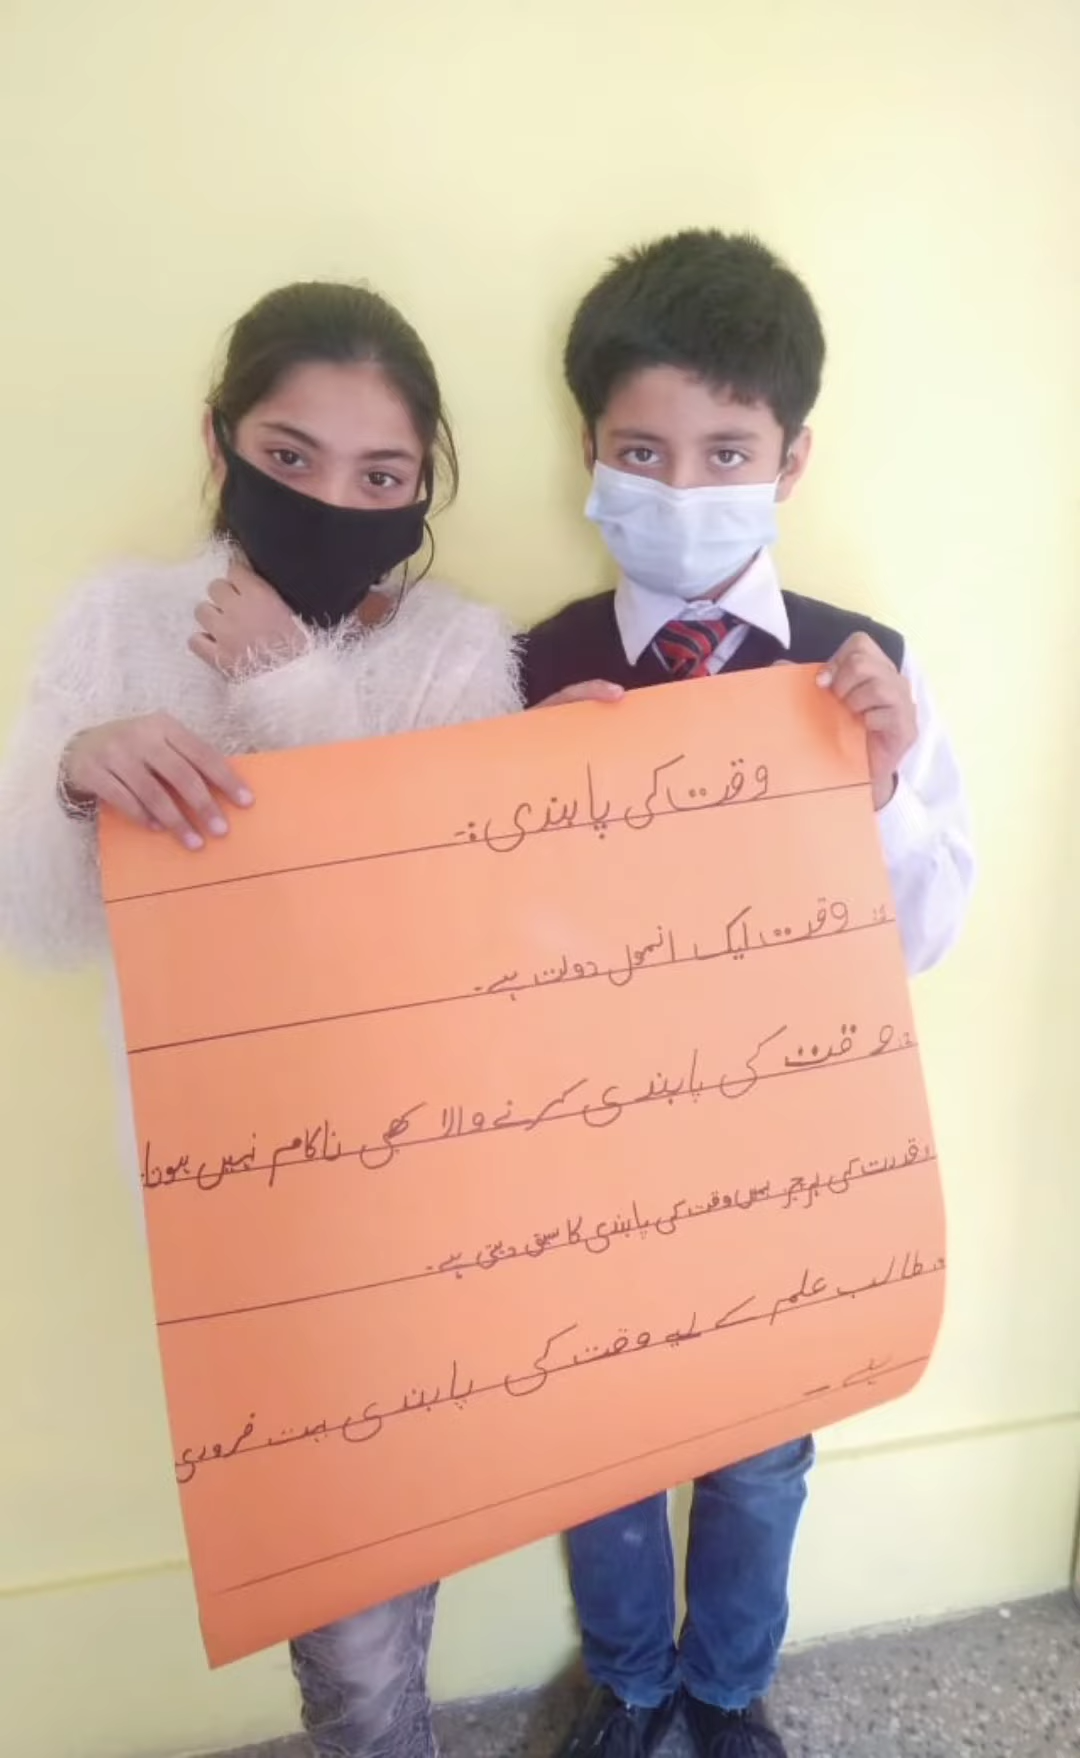 وقت کی پابندی:-
1: وقت ایک انمول دولت ہے۔
2: وقت کی پابندی کرنے والا کبھی ناکام نہیں ہوتا۔
قدرت کی ہر چیز ہمیں وقت کی پابندی کا سبق دیتی ہے۔
طالب علم کے لیے وقت کی پابندی بہت ضروری
ہے۔